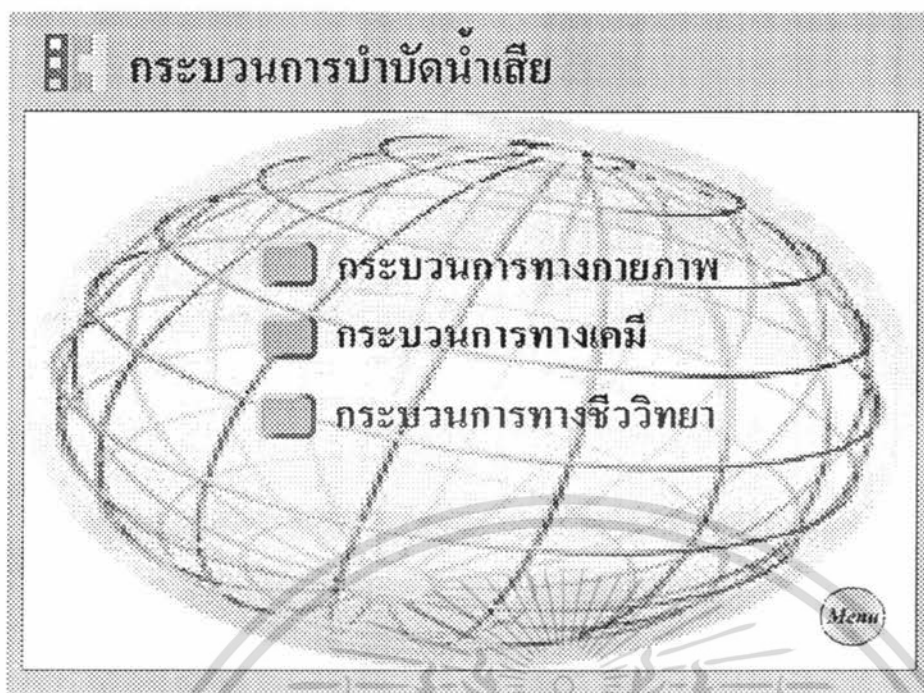 กระบวนการบำบัดน้ำเสีย
กระบวนการทางกายภาพ
กระบวนการทางเคมี
กระบวนการทางชีววิทยา
Menu